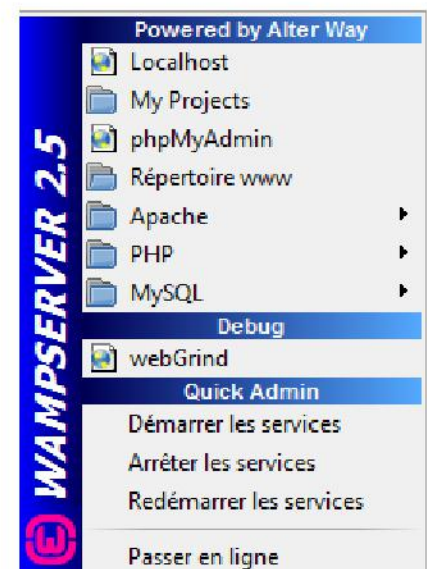 WAMPSERVER 2.5
Powered by Alter Way
Localhost
My Projects
phpMyAdmin
Répertoire www
Apache
PHP
MySQL
Debug
webGrind
Quick Admin
Démarrer les services
Arrêter les services
Redémarrer les services
Passer en ligne